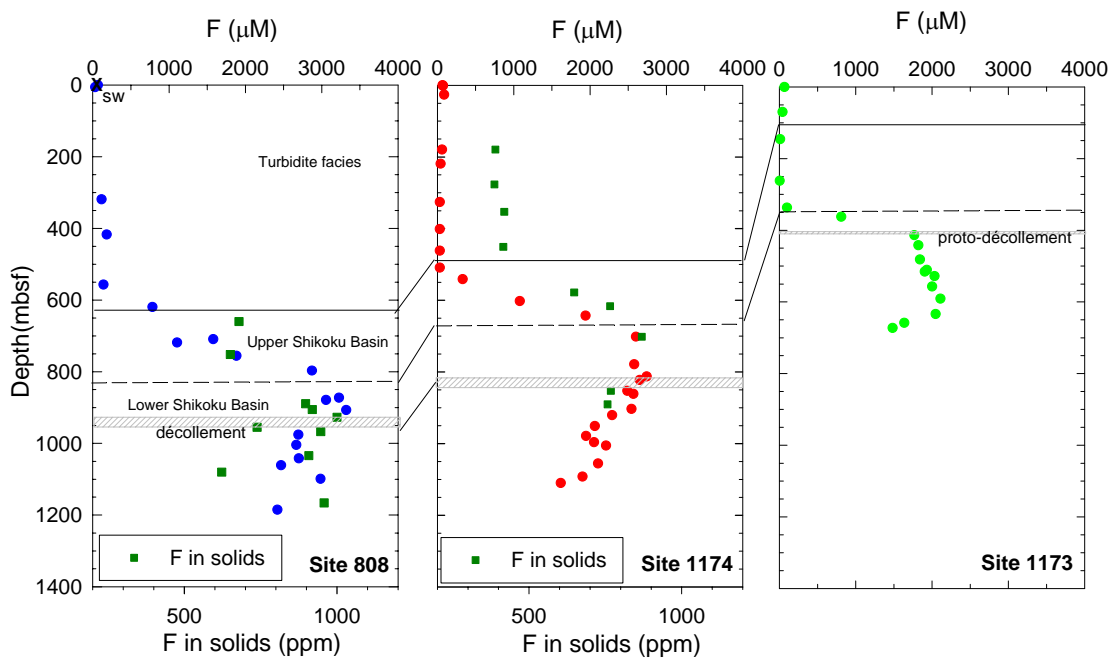 F (μM)
F (μM)
F (μM)
0 1000 2000 3000 4000
0 1000 2000 3000 4000
0 1000 2000 3000 4000
0
200
400
600
800
1000
1200
1400
Depth(mbsf)
x
sw
Turbidite facies
Upper Shikoku Basin
Lower Shikoku Basin
décollement
proto-décollement
F in solids
Site 808
F in solids
Site 1174
Site 1173
500 1000
500 1000
F in solids (ppm)
F in solids (ppm)